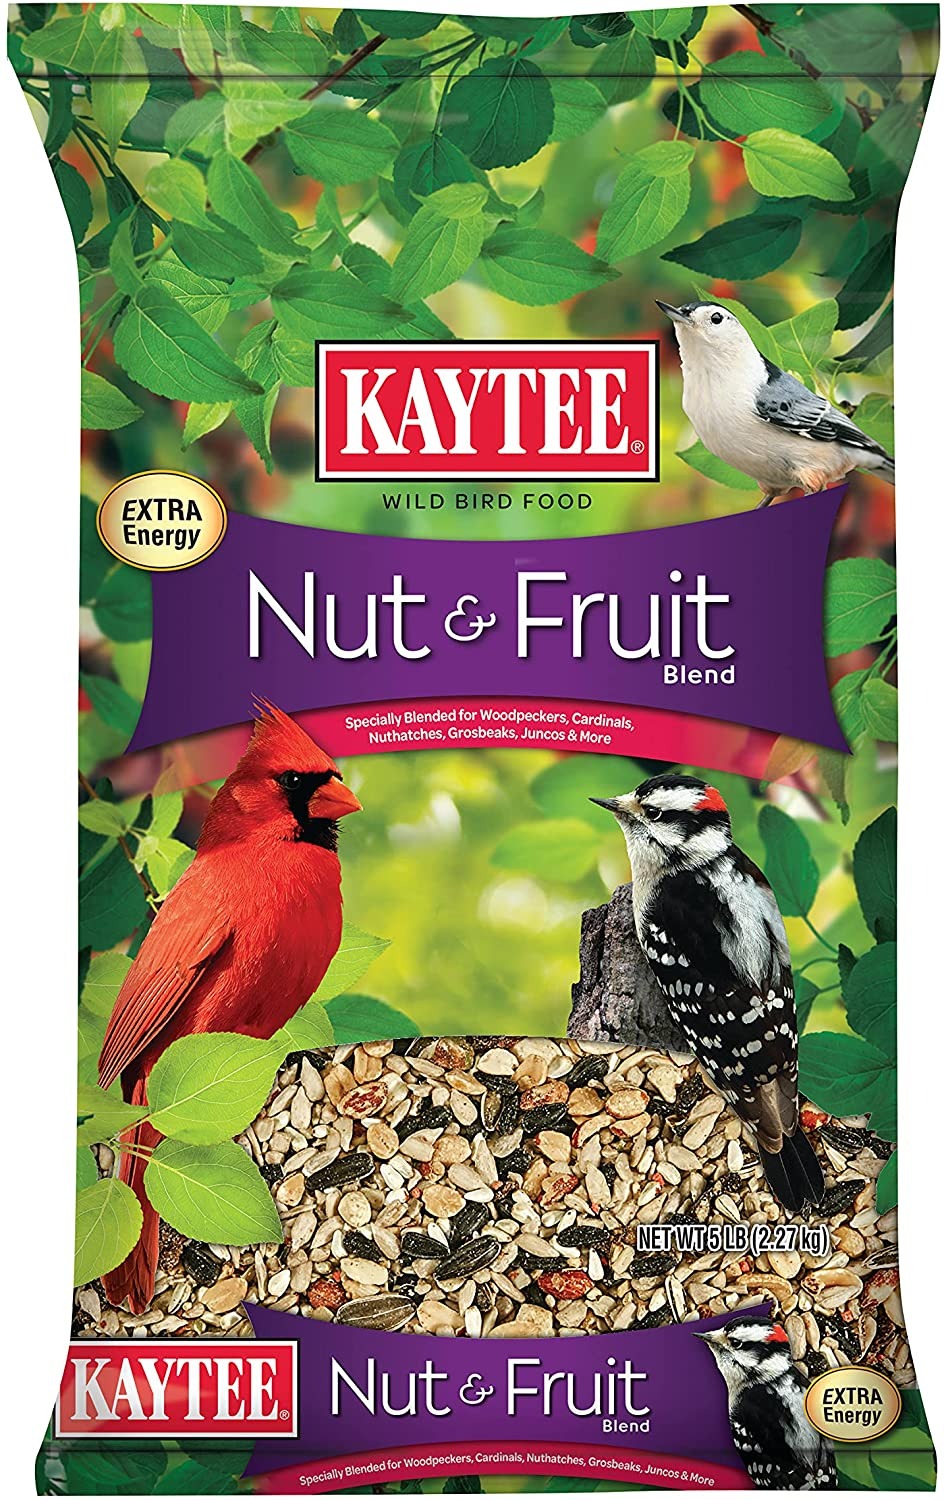 KAYTEE®
WILD BIRD FOOD
EXTRA
Energy
Nut & Fruit
Blend
Specially Blended for Woodpeckers, Cardinals,
Nuthatches, Grosbeaks, Juncos & More
NET WT 5 LB (2.27 kg)
KAYTEE®
Nut & Fruit
Blend
EXTRA
Energy
Specially Blended for Woodpeckers, Cardinals, Nuthatches, Grosbeaks, Juncos & More